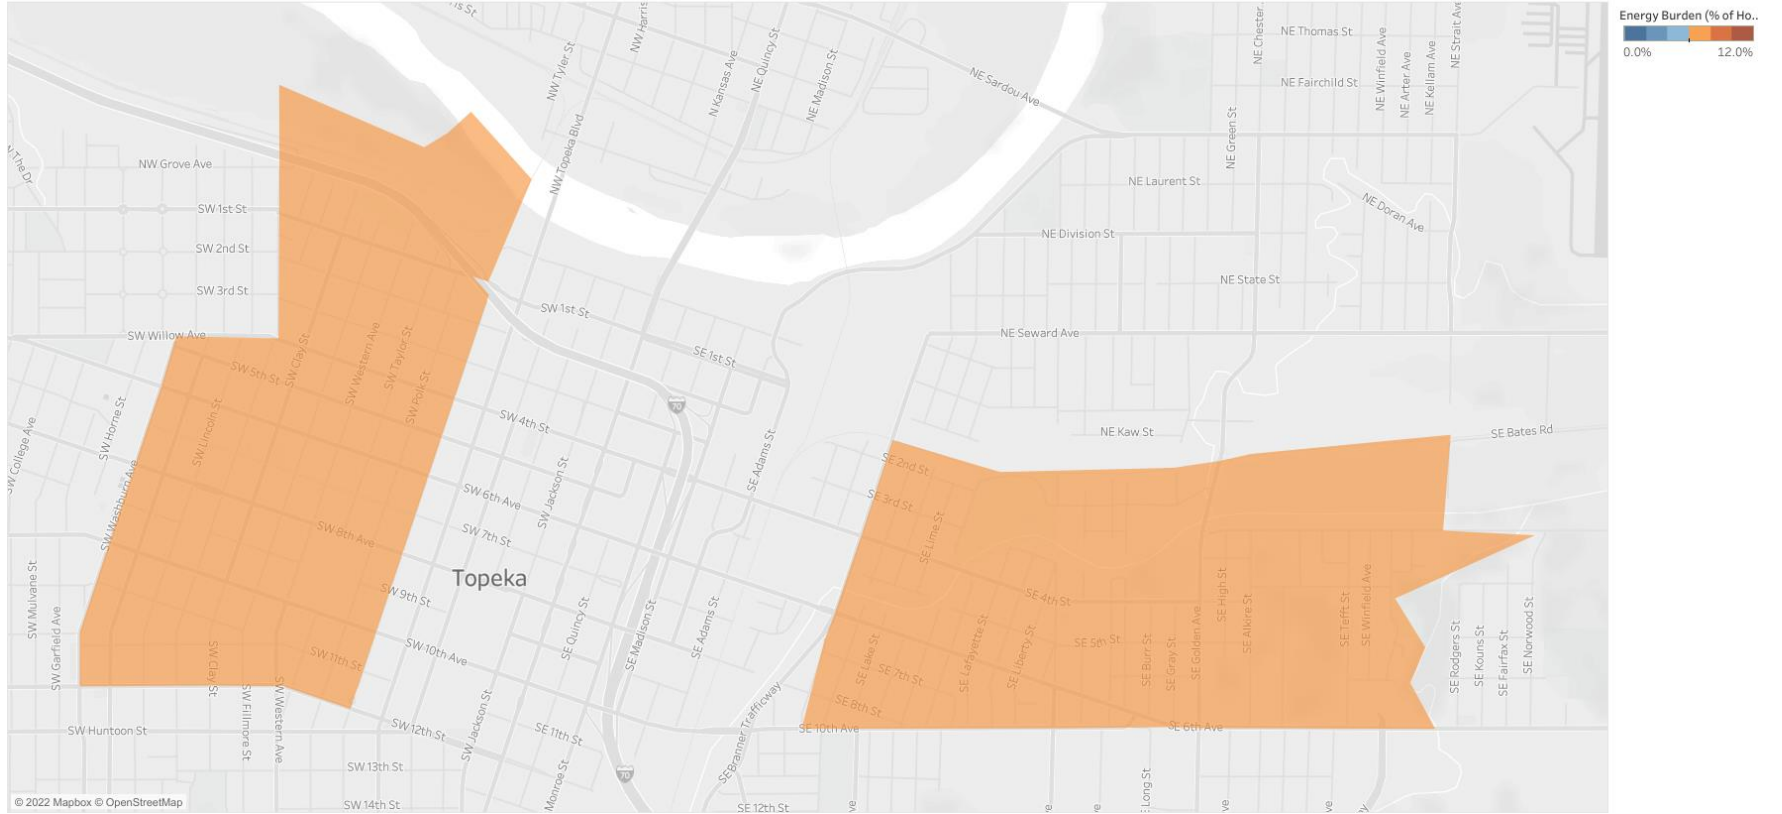 Energy Burden (% of Ho..
0.0%
12.0%
NW Tyler St
N Kansas Ave
NE Quincy St
NE Madison St
NE Sardou Ave
NE Thomas St
NE Fairchild St
NE Winfield Ave
NE Arter Ave
NE Kellam Ave
NE Strait Ave
NE Green St
NW Grove Ave
NW Topeka Blvd
NE Laurent St
NE Doran Ave
SW 1st St
SW 2nd St
NE Division St
NE State St
SW 3rd St
SW 1st St
SW Willow Ave
NE Seward Ave
SE 1st St
SW 5th St
SW Clay St
SW Western Ave
SW Taylor St
SW Polk St
70
SW 4th St
SW Horne St
SW Lincoln St
SW College Ave
NE Kaw St
SE Bates Rd
SE Adams St
SE 2nd St
SW Washburn Ave
SW 6th Ave
SW Jackson St
SE 3rd St
SE Lime St
SW 8th Ave
SW 7th St
Topeka
SW 9th St
SE 4th St
SW Mulvane St
SW Garfield Ave
SE Quincy St
SE Madison St
SE Adams St
SE High St
SE Alkire St
SE Tefft St
SE Winfield Ave
SE 5th St
SW 11th St
SW 10th Ave
SW Clay St
SE Lake St
SE 7th St
SE Lafayette St
SE Liberty St
SE Burr St
SE Gray St
SE Golden Ave
SE Rodgers St
SE Kouns St
SE Fairfax St
SE Norwood St
SW Fillmore St
SW Western Ave
SE 8th St
SW Huntoon St
SW 12th St
SW Jackson St
SE 11th St
SE Branner Trafficway
SE 10th Ave
SE 6th Ave
SW 13th St
70
Monroe St
SW 14th St
SE 12th St
© 2022 Mapbox © OpenStreetMap